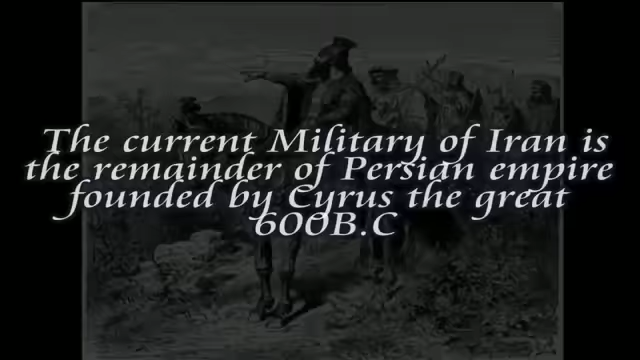 The current Military of Iran is
the remainder of Persian empire
founded by Cyrus the great
600B.C